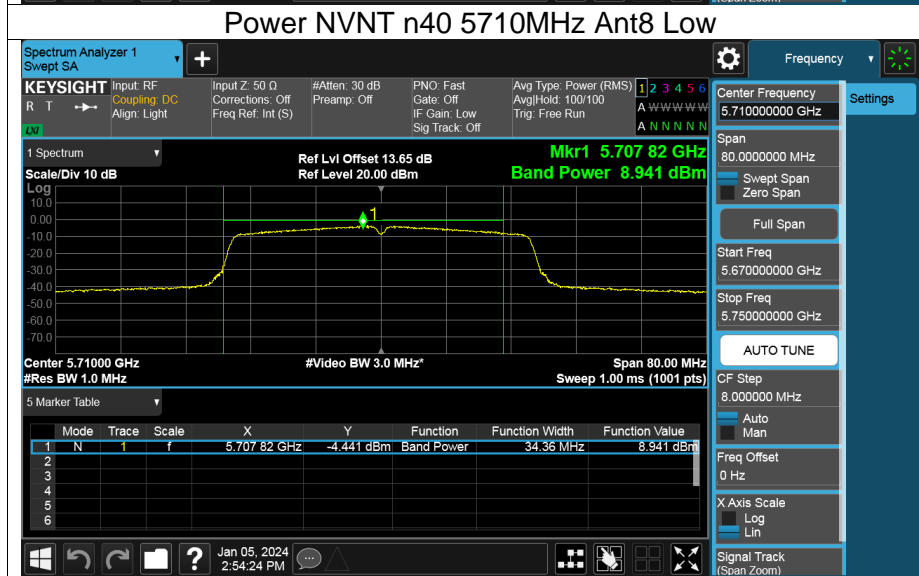 (Span Zoom)
Power NVNT n40 5710MHz Ant8 Low
Spectrum Analyzer 1
Swept SA
Frequency
KEYSIGHT
R T
LXI
Input: RF
Coupling: DC
Align: Light
Input Z: 50 Ω
Corrections: Off
Freq Ref: Int (S)
#Atten: 30 dB
Preamp: Off
PNO: Fast
Gate: Off
IF Gain: Low
Sig Track: Off
Avg Type: Power (RMS)
Avg|Hold: 100/100
Trig: Free Run
1 2 3 4 5 6
A W W W W W
A N N N N N
Center Frequency
5.710000000 GHz
Settings
1 Spectrum
Ref Lvl Offset 13.65 dB
Mkr1 5.707 82 GHz
Scale/Div 10 dB
Ref Level 20.00 dBm
Band Power 8.941 dBm
Span
80.0000000 MHz
Swept Span
Zero Span
Full Span
Start Freq
5.670000000 GHz
Stop Freq
5.750000000 GHz
AUTO TUNE
Log
10.0
0.00
-10.0
-20.0
-30.0
-40.0
-50.0
-60.0
-70.0
1
Center 5.71000 GHz
#Video BW 3.0 MHz*
Span 80.00 MHz
#Res BW 1.0 MHz
Sweep 1.00 ms (1001 pts)
CF Step
8.000000 MHz
Auto
Man
5 Marker Table
Mode Trace Scale X Y Function Function Width Function Value
1 N 1 f 5.707 82 GHz -4.441 dBm Band Power 34.36 MHz 8.941 dBm
2
3
4
5
6
Freq Offset
0 Hz
X Axis Scale
Log
Lin
Signal Track
(Span Zoom)
?
Jan 05, 2024
2:54:24 PM